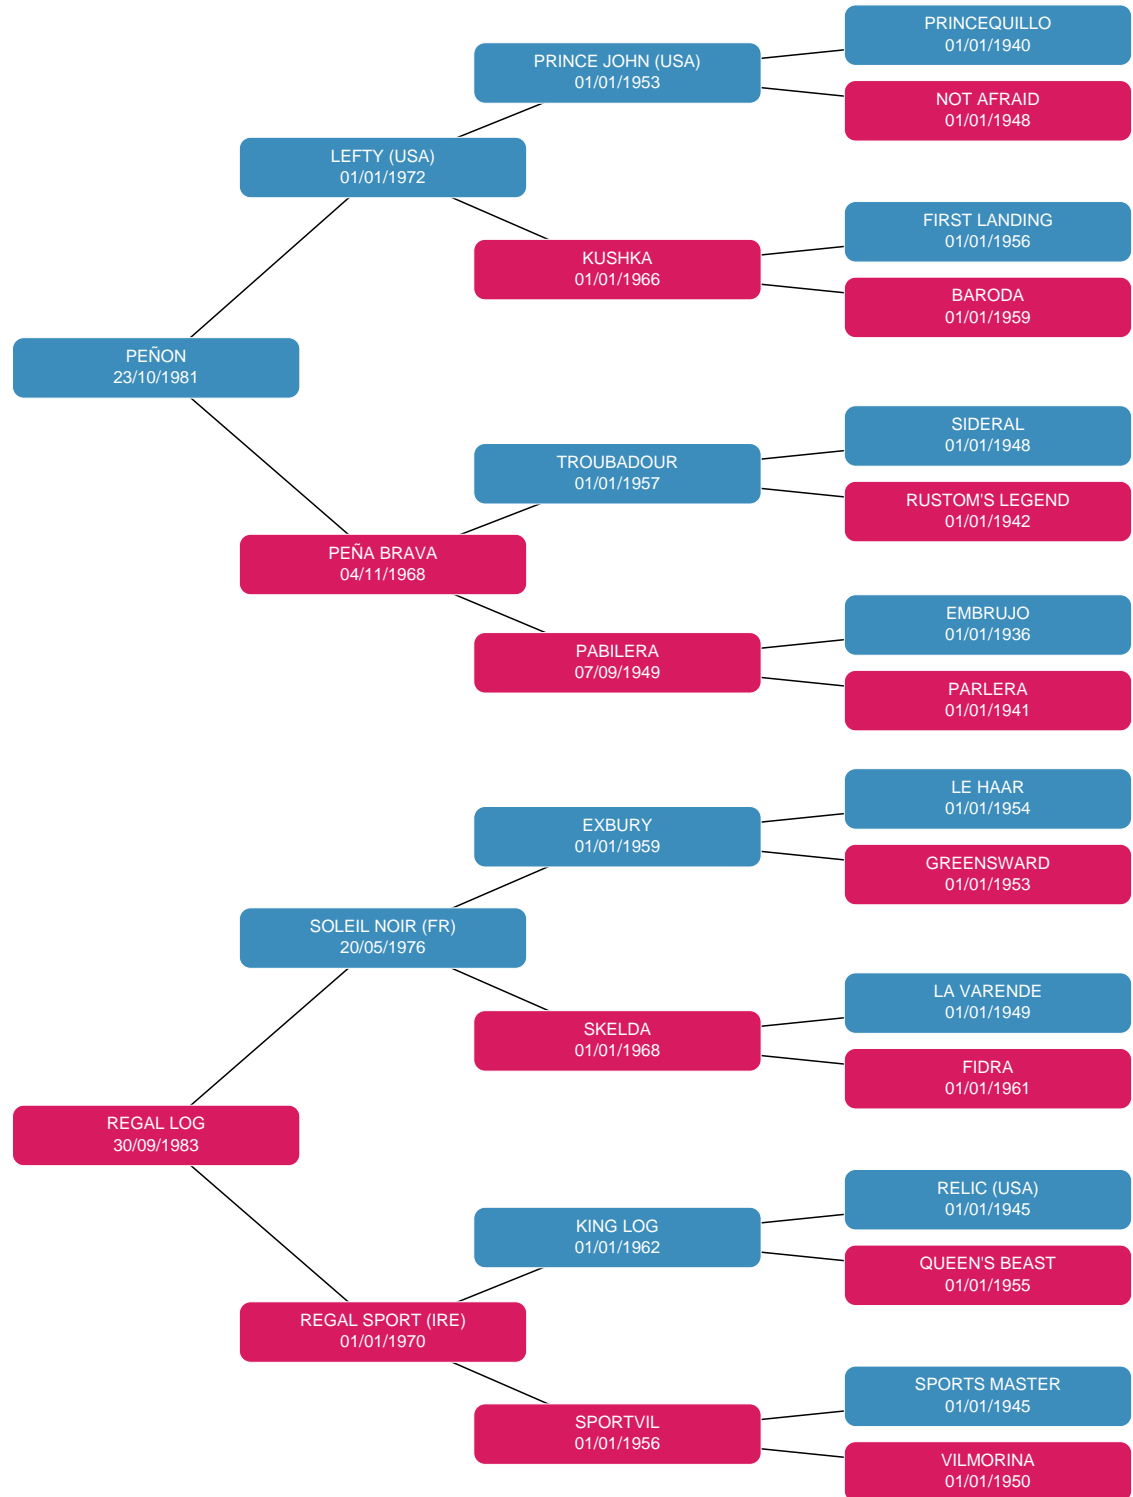 PRINCEQUILLO
01/01/1940
PRINCE JOHN (USA)
01/01/1953
NOT AFRAID
01/01/1948
LEFTY (USA)
01/01/1972
FIRST LANDING
01/01/1956
KUSHKA
01/01/1966
BARODA
01/01/1959
PEÑON
23/10/1981
SIDERAL
01/01/1948
TROUBADOUR
01/01/1957
RUSTOM'S LEGEND
01/01/1942
PEÑA BRAVA
04/11/1968
EMBRUJO
01/01/1936
PABILERA
07/09/1949
PARLERA
01/01/1941
LE HAAR
01/01/1954
EXBURY
01/01/1959
GREENSWARD
01/01/1953
SOLEIL NOIR (FR)
20/05/1976
LA VARENDE
01/01/1949
SKELDA
01/01/1968
FIDRA
01/01/1961
REGAL LOG
30/09/1983
RELIC (USA)
01/01/1945
KING LOG
01/01/1962
QUEEN'S BEAST
01/01/1955
REGAL SPORT (IRE)
01/01/1970
SPORTS MASTER
01/01/1945
SPORTVIL
01/01/1956
VILMORINA
01/01/1950